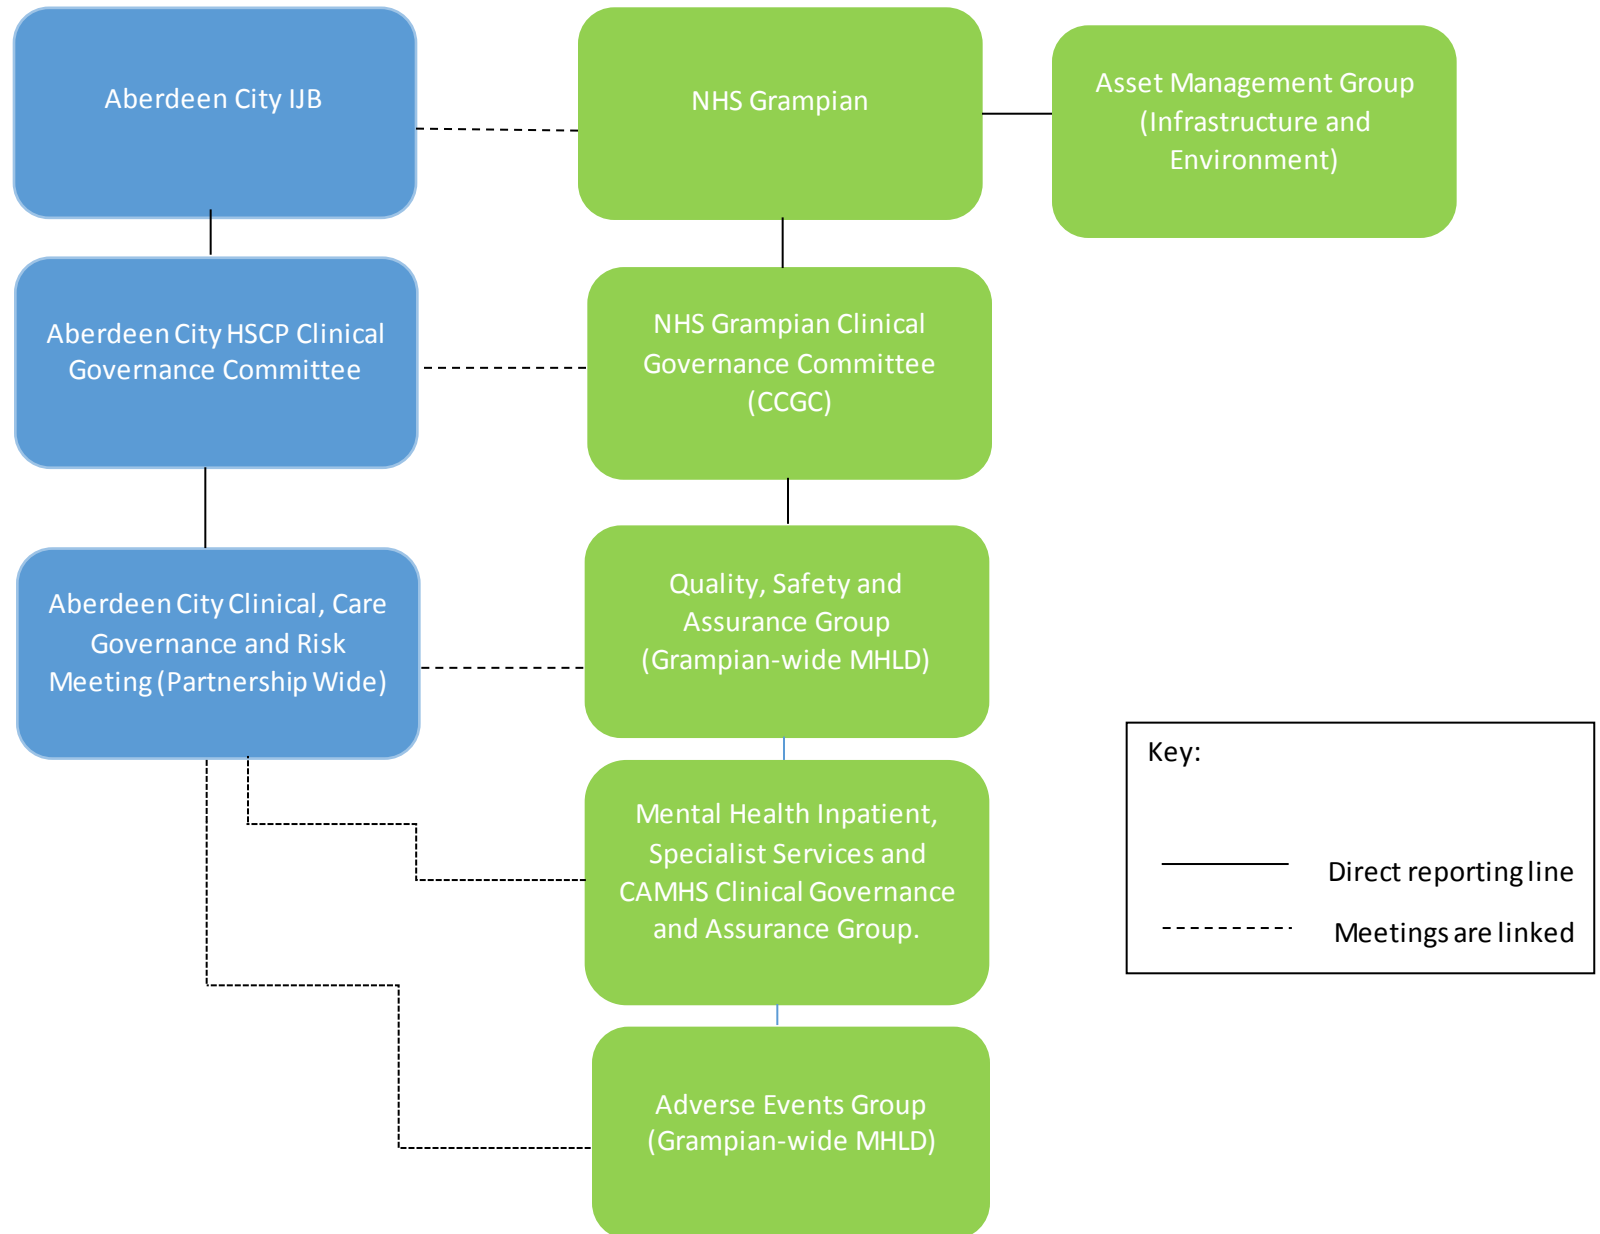 Aberdeen City IJB
NHS Grampian
Asset Management Group
(Infrastructure and
Environment)
Aberdeen City HSCP Clinical
Governance Committee
NHS Grampian Clinical
Governance Committee
(CCGC)
Aberdeen City Clinical, Care
Governance and Risk
Meeting (Partnership Wide)
Quality, Safety and
Assurance Group
(Grampian-wide MHLD)
Mental Health Inpatient,
Specialist Services and
CAMHS Clinical Governance
and Assurance Group.
Adverse Events Group
(Grampian-wide MHLD)
Key:
Direct reporting line
Meetings are linked